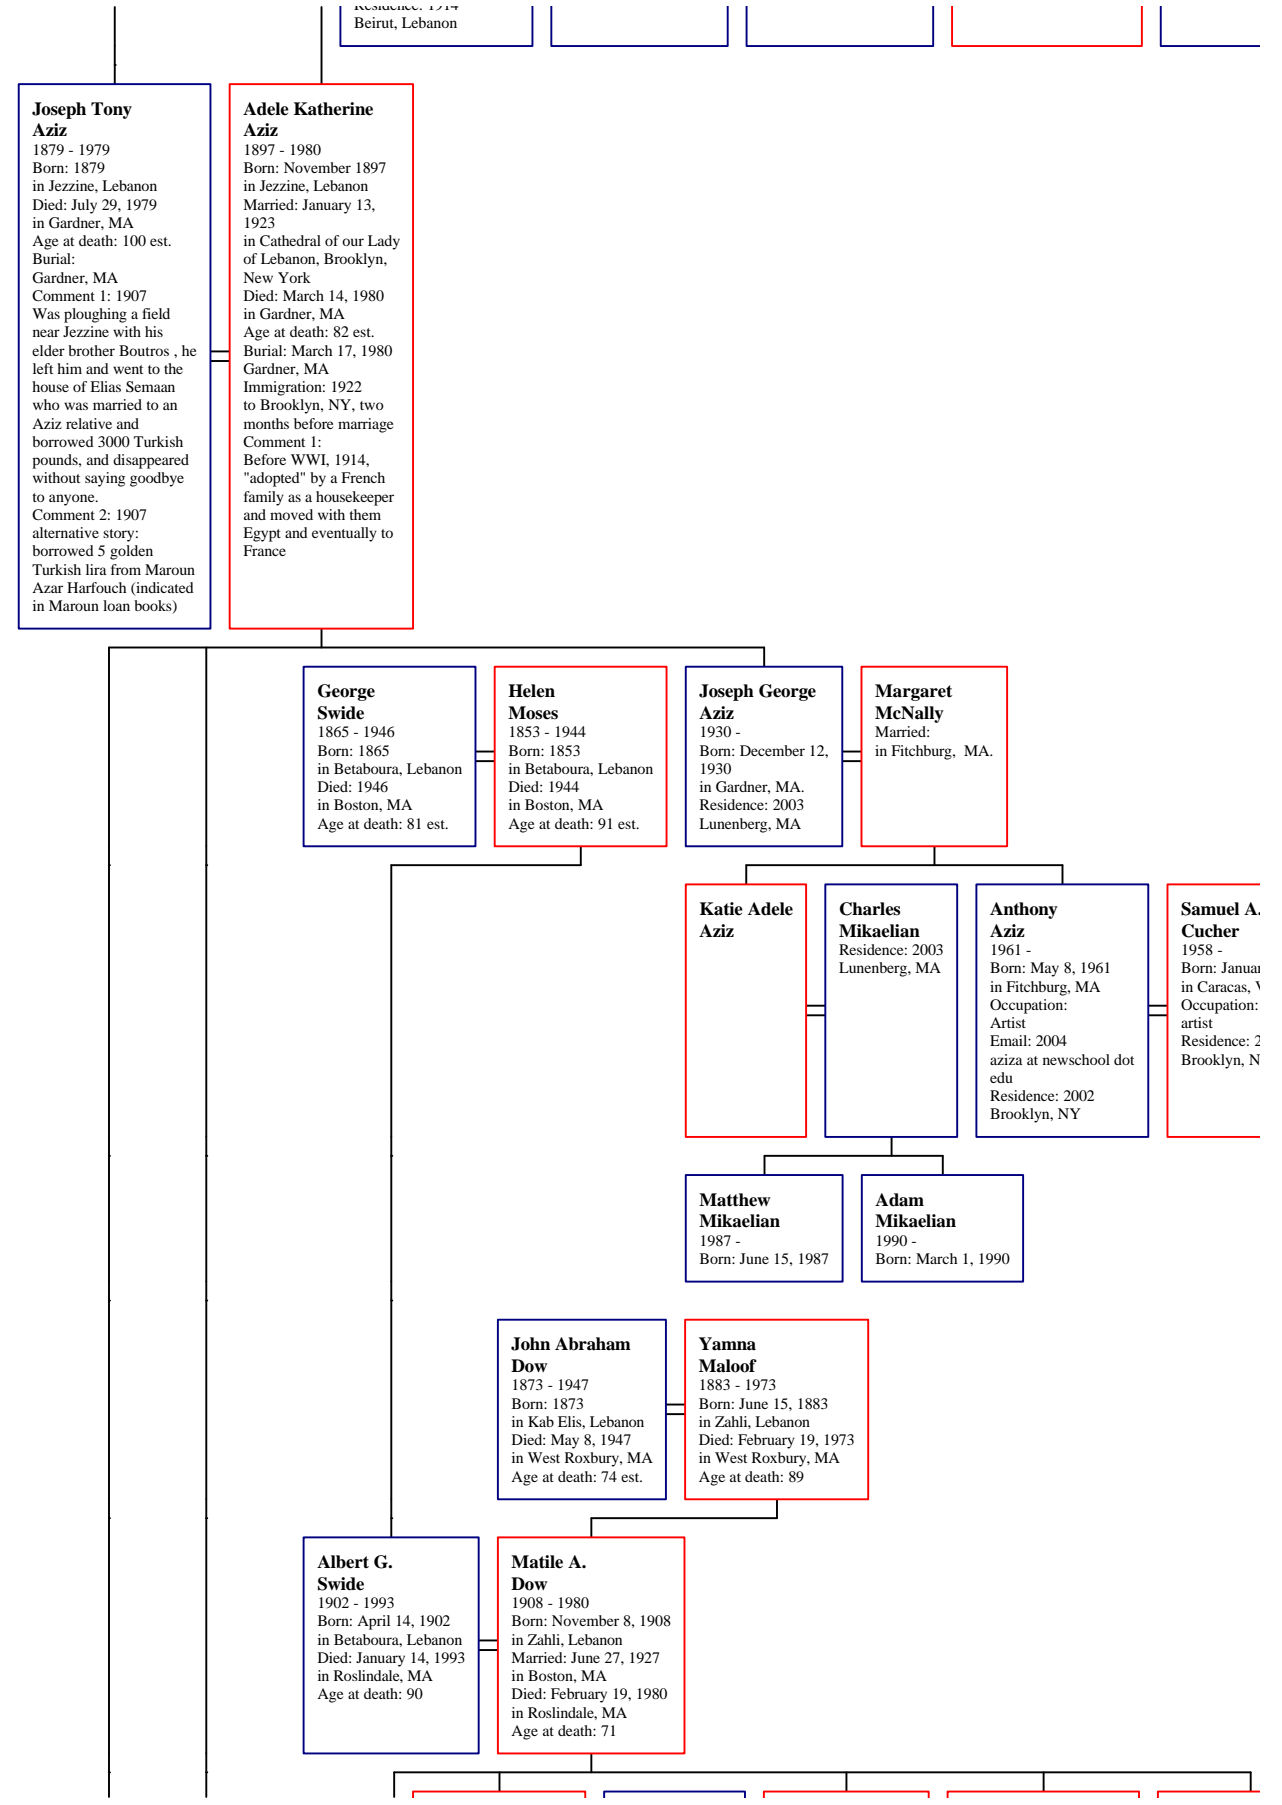 Residence: 1914
Beirut, Lebanon
Joseph Tony
Aziz
1879 - 1979
Born: 1879
in Jezzine, Lebanon
Died: July 29, 1979
in Gardner, MA
Age at death: 100 est.
Burial:
Gardner, MA
Comment 1: 1907
Was ploughing a field
near Jezzine with his
elder brother Boutros , he
left him and went to the
house of Elias Semaan
who was married to an
Aziz relative and
borrowed 3000 Turkish
pounds, and disappeared
without saying goodbye
to anyone.
Comment 2: 1907
alternative story:
borrowed 5 golden
Turkish lira from Maroun
Azar Harfouch (indicated
in Maroun loan books)
Adele Katherine
Aziz
1897 - 1980
Born: November 1897
in Jezzine, Lebanon
Married: January 13,
1923
in Cathedral of our Lady
of Lebanon, Brooklyn,
New York
Died: March 14, 1980
in Gardner, MA
Age at death: 82 est.
Burial: March 17, 1980
Gardner, MA
Immigration: 1922
to Brooklyn, NY, two
months before marriage
Comment 1:
Before WWI, 1914,
"adopted" by a French
family as a housekeeper
and moved with them
Egypt and eventually to
France
George
Swide
1865 - 1946
Born: 1865
in Betaboura, Lebanon
Died: 1946
in Boston, MA
Age at death: 81 est.
Helen
Moses
1853 - 1944
Born: 1853
in Betaboura, Lebanon
Died: 1944
in Boston, MA
Age at death: 91 est.
Joseph George
Aziz
1930 -
Born: December 12,
1930
in Gardner, MA.
Residence: 2003
Lunenberg, MA
Margaret
McNally
Married:
in Fitchburg,  MA.
Katie Adele
Aziz
Charles
Mikaelian
Residence: 2003
Lunenberg, MA
Anthony
Aziz
1961 -
Born: May 8, 1961
in Fitchburg, MA
Occupation:
Artist
Email: 2004
aziza at newschool dot
edu
Residence: 2002
Brooklyn, NY
Samuel A.
Cucher
1958 -
Born:
in Caracas,
Occupation:
artist
Residence:
Brooklyn,
Matthew
Mikaelian
1987 -
Born: June 15, 1987
Adam
Mikaelian
1990 -
Born: March 1, 1990
John Abraham
Dow
1873 - 1947
Born: 1873
in Kab Elis, Lebanon
Died: May 8, 1947
in West Roxbury, MA
Age at death: 74 est.
Yamna
Maloof
1883 - 1973
Born: June 15, 1883
in Zahli, Lebanon
Died: February 19, 1973
in West Roxbury, MA
Age at death: 89
Albert G.
Swide
1902 - 1993
Born: April 14, 1902
in Betaboura, Lebanon
Died: January 14, 1993
in Roslindale, MA
Age at death: 90
Matile A.
Dow
1908 - 1980
Born: November 8, 1908
in Zahli, Lebanon
Married: June 27, 1927
in Boston, MA
Died: February 19, 1980
in Roslindale, MA
Age at death: 71